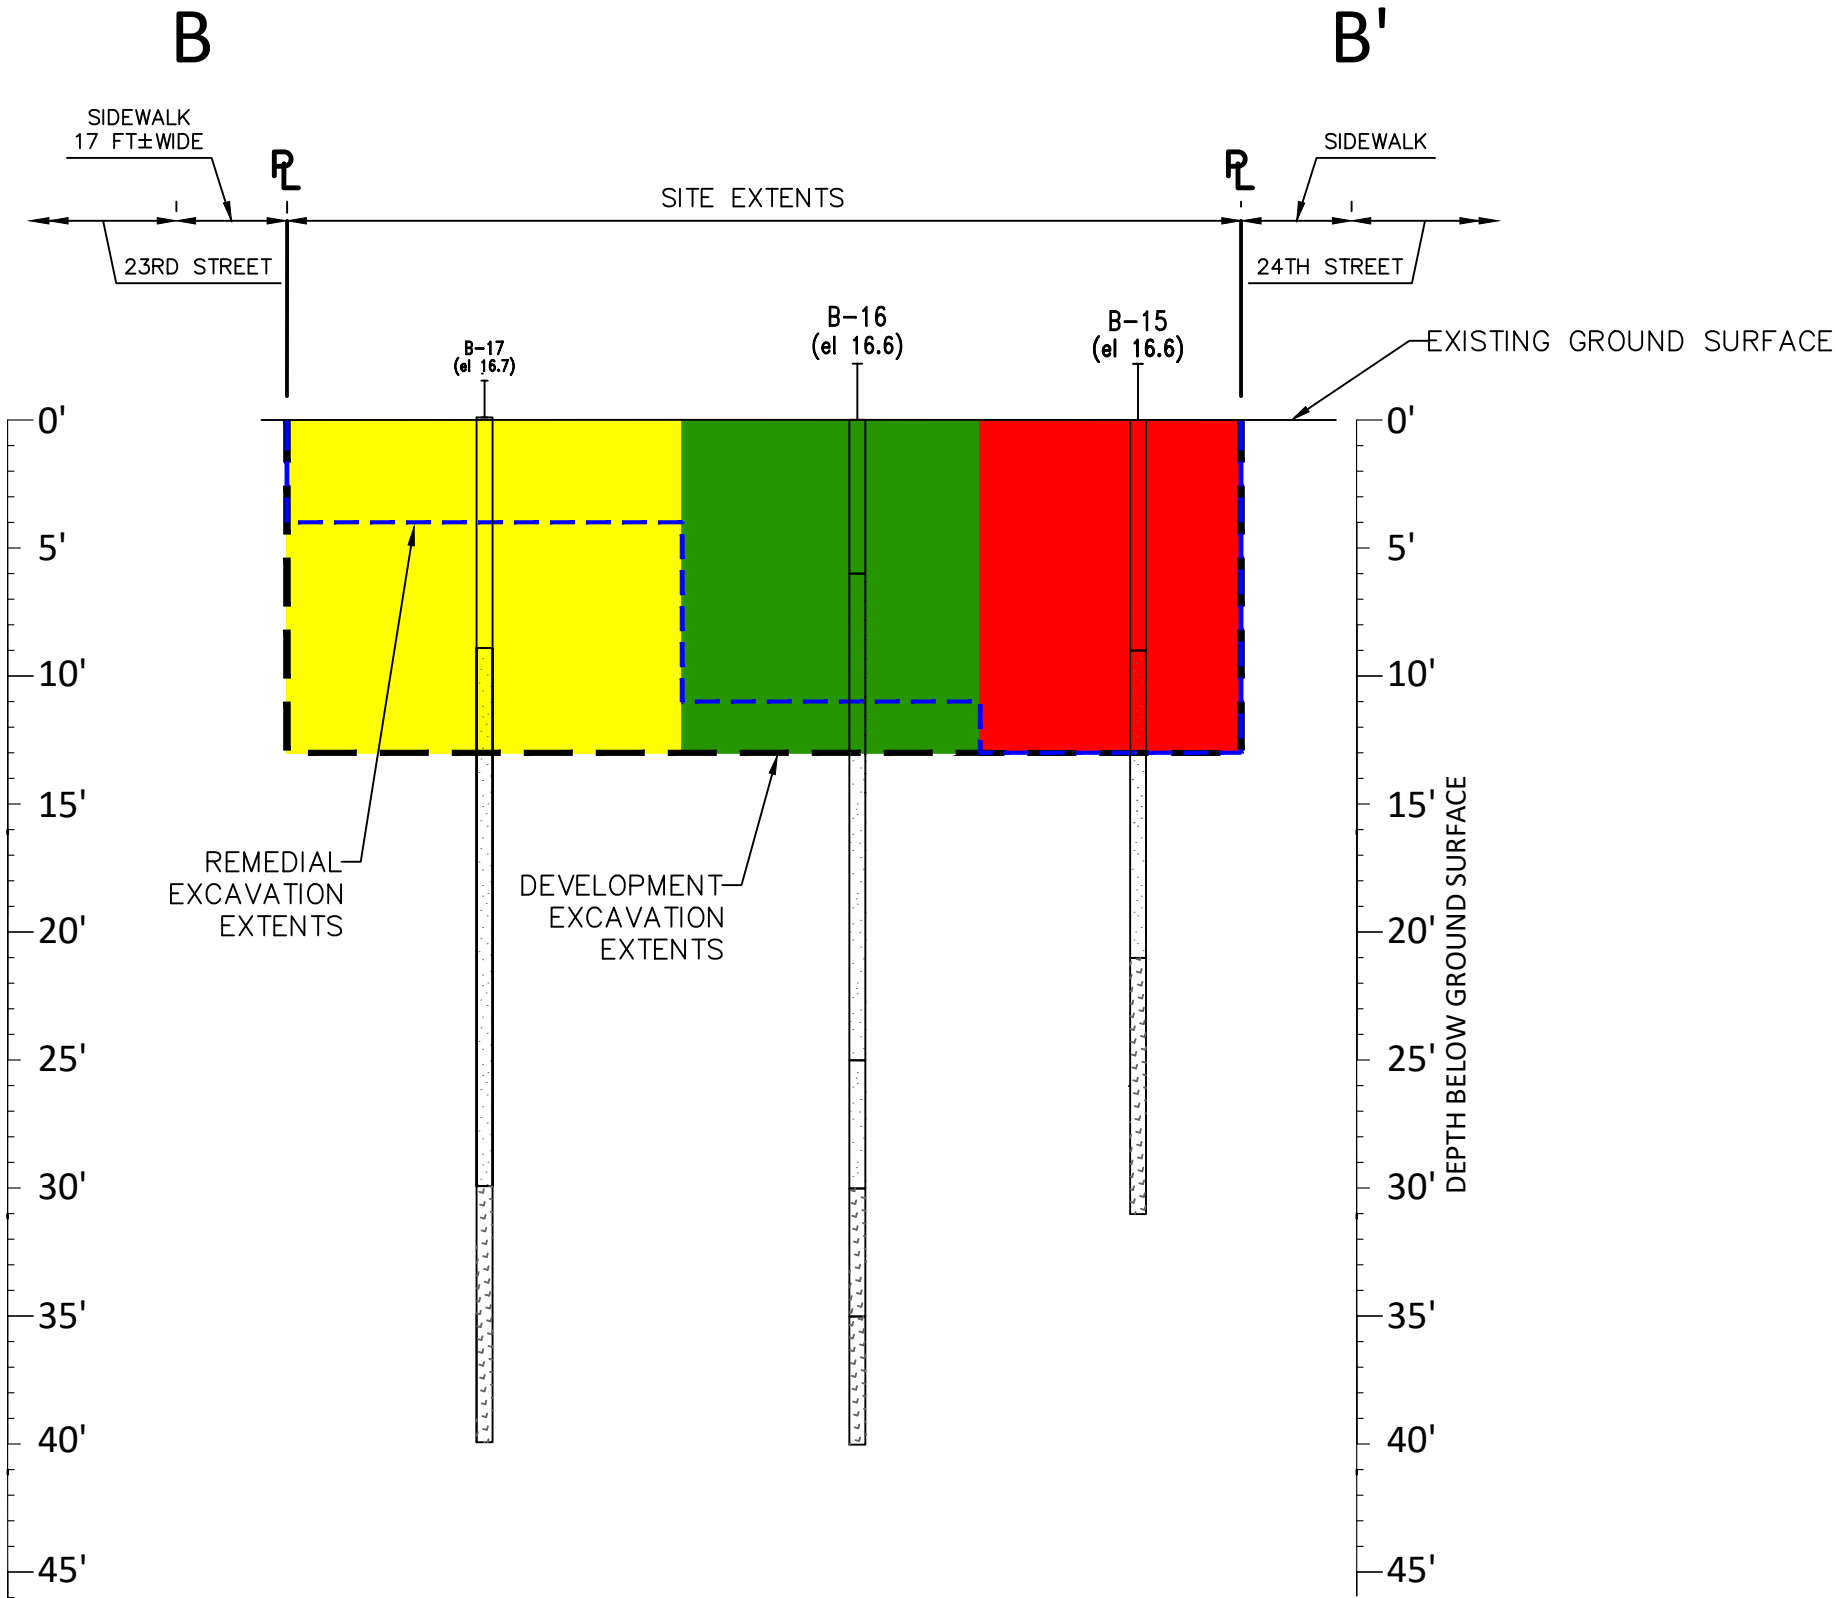 B
B'
SIDEWALK
17 FT±WIDE
PL
SITE EXTENTS
PL
SIDEWALK
23RD STREET
24TH STREET
B-17
(el 16.7)
B-16
(el 16.6)
B-15
(el 16.6)
EXISTING GROUND SURFACE
0'
5'
10'
15'
20'
25'
30'
35'
40'
45'
REMEDIAL
EXCAVATION
EXTENTS
DEVELOPMENT
EXCAVATION
EXTENTS
0'
5'
10'
15'
20'
25'
30'
35'
40'
45'
DEPTH BELOW GROUND SURFACE